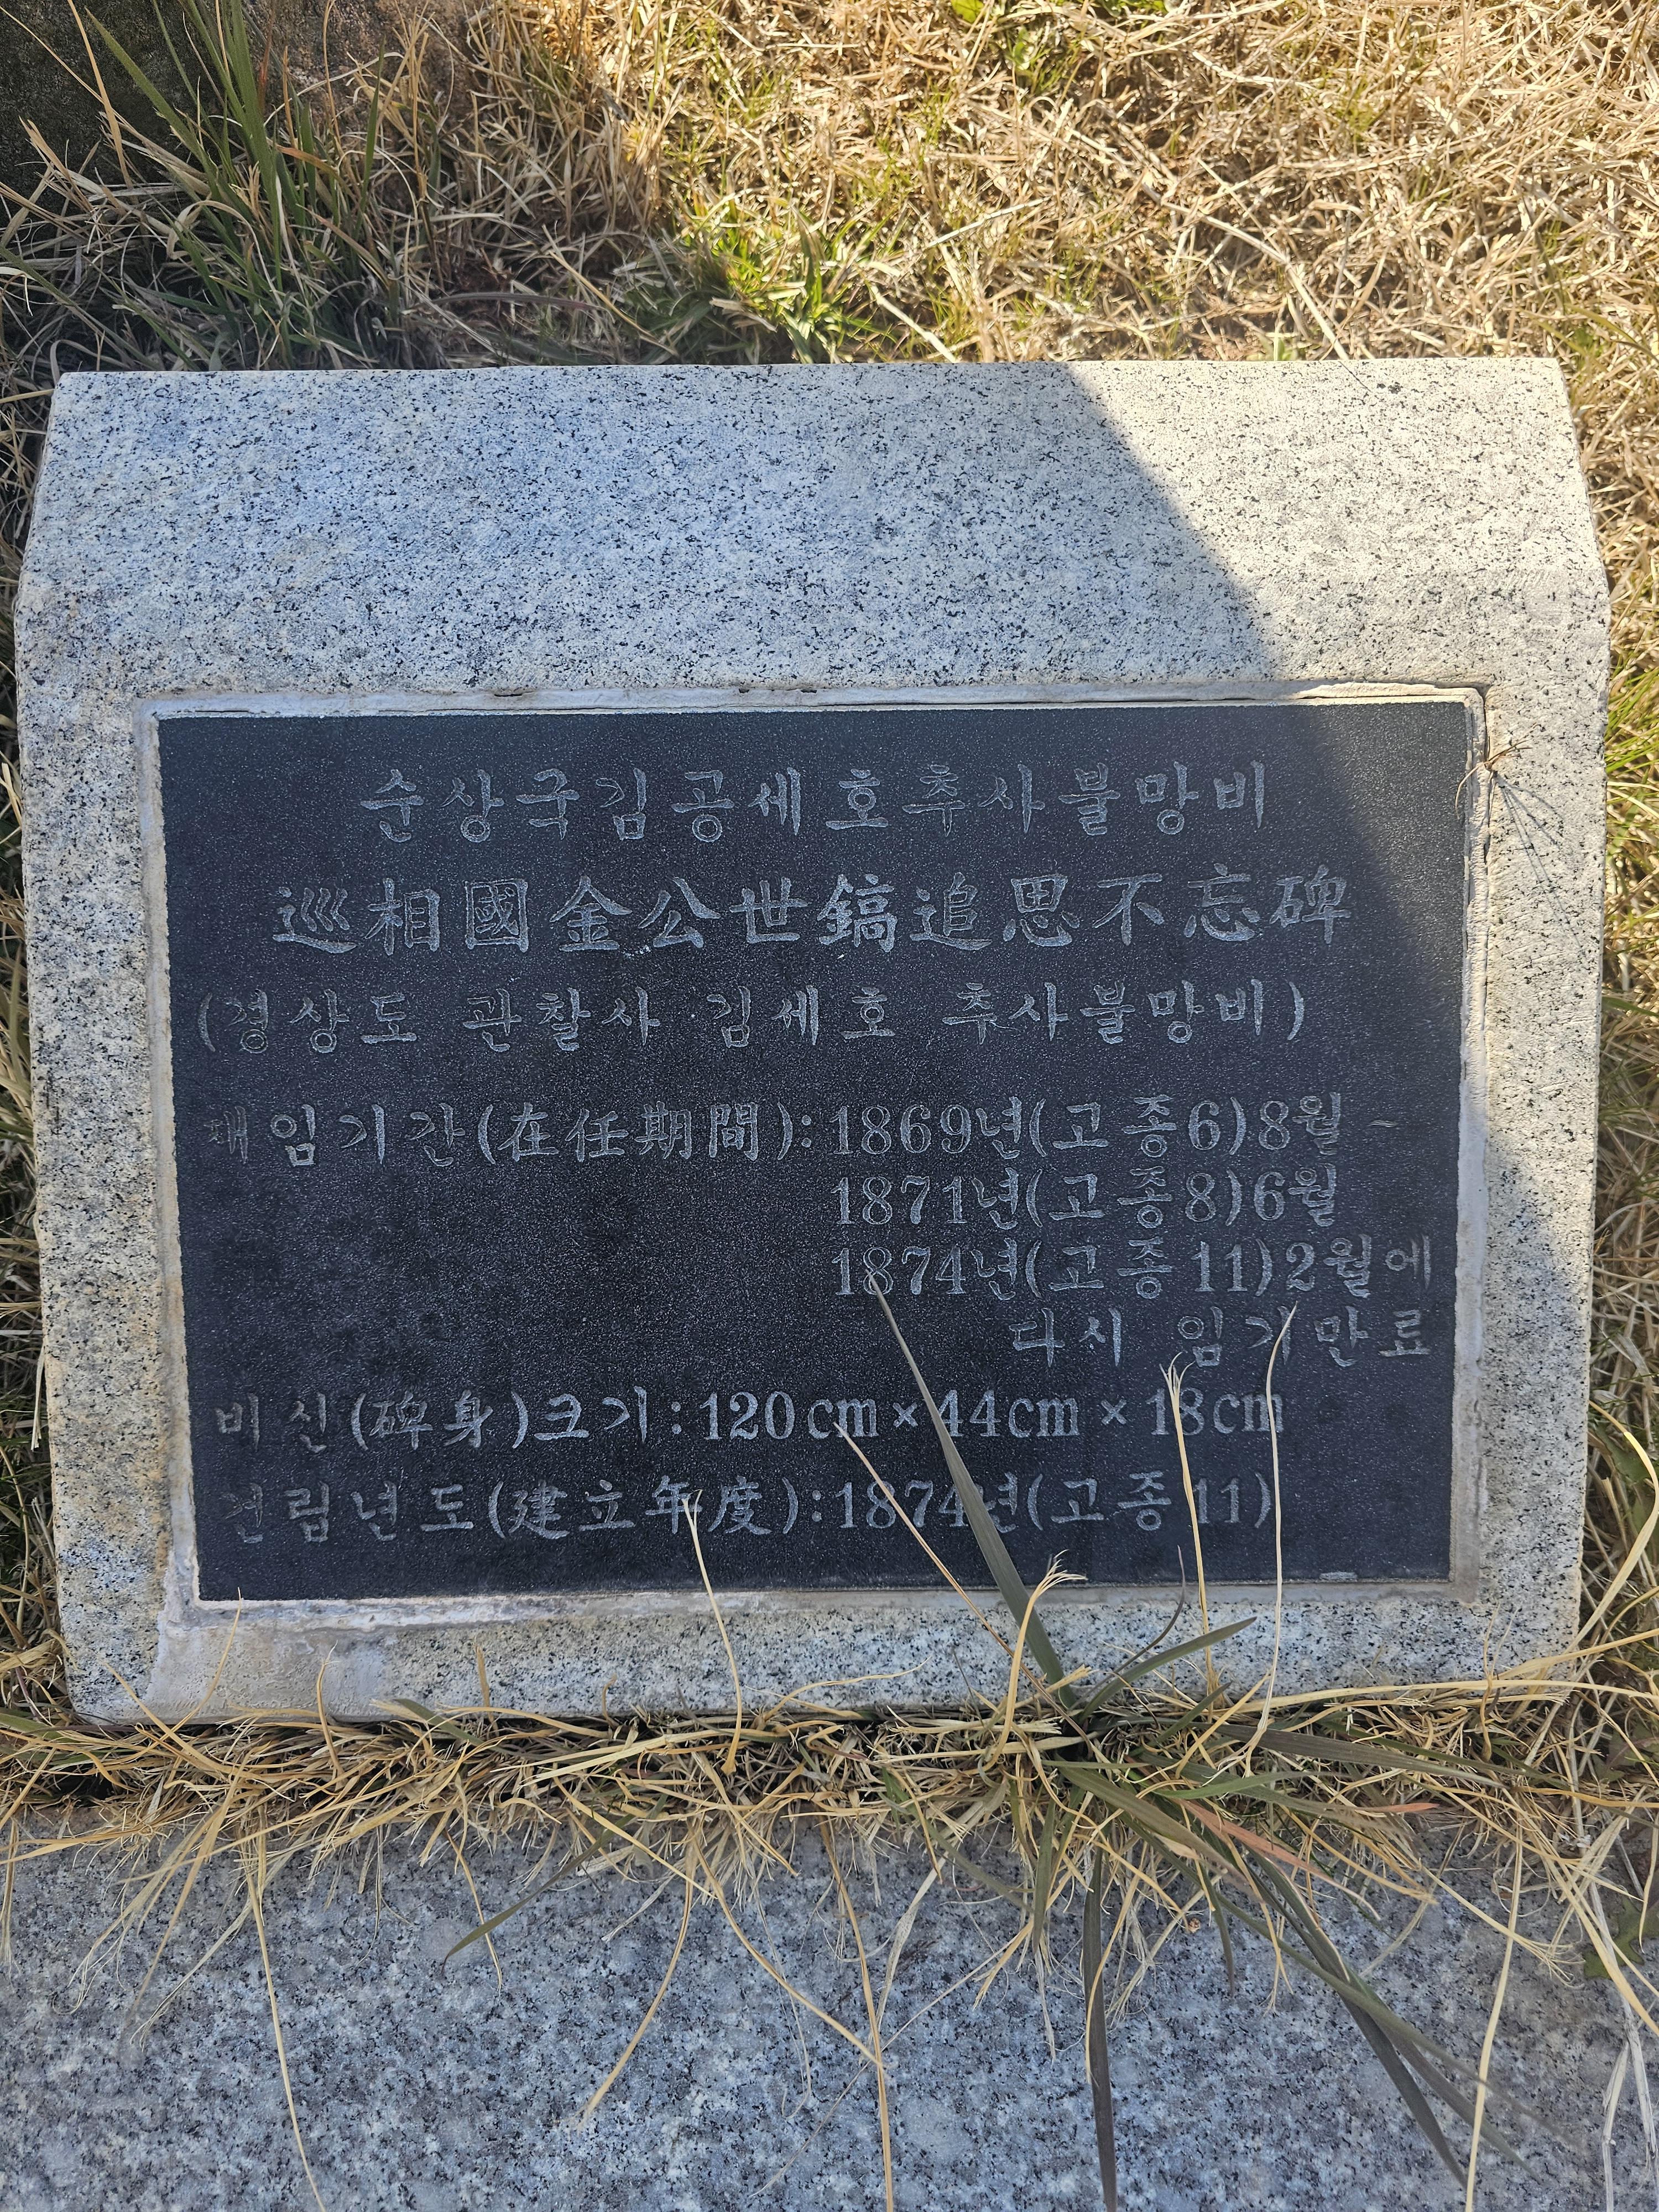 순상국김공세호추사불망비
巡相國金公世鎬追思不忘碑
(경상도 관찰사 김세호 추사불망비)
재임기간(在任期間):1869년(고종6)8월~
1871년(고종8)6월
1874년(고종11)2월에
다시 임기만료
비신(碑身)크기:120cm×44cm×18cm
건립년도(建立年度):1874년(고종11)